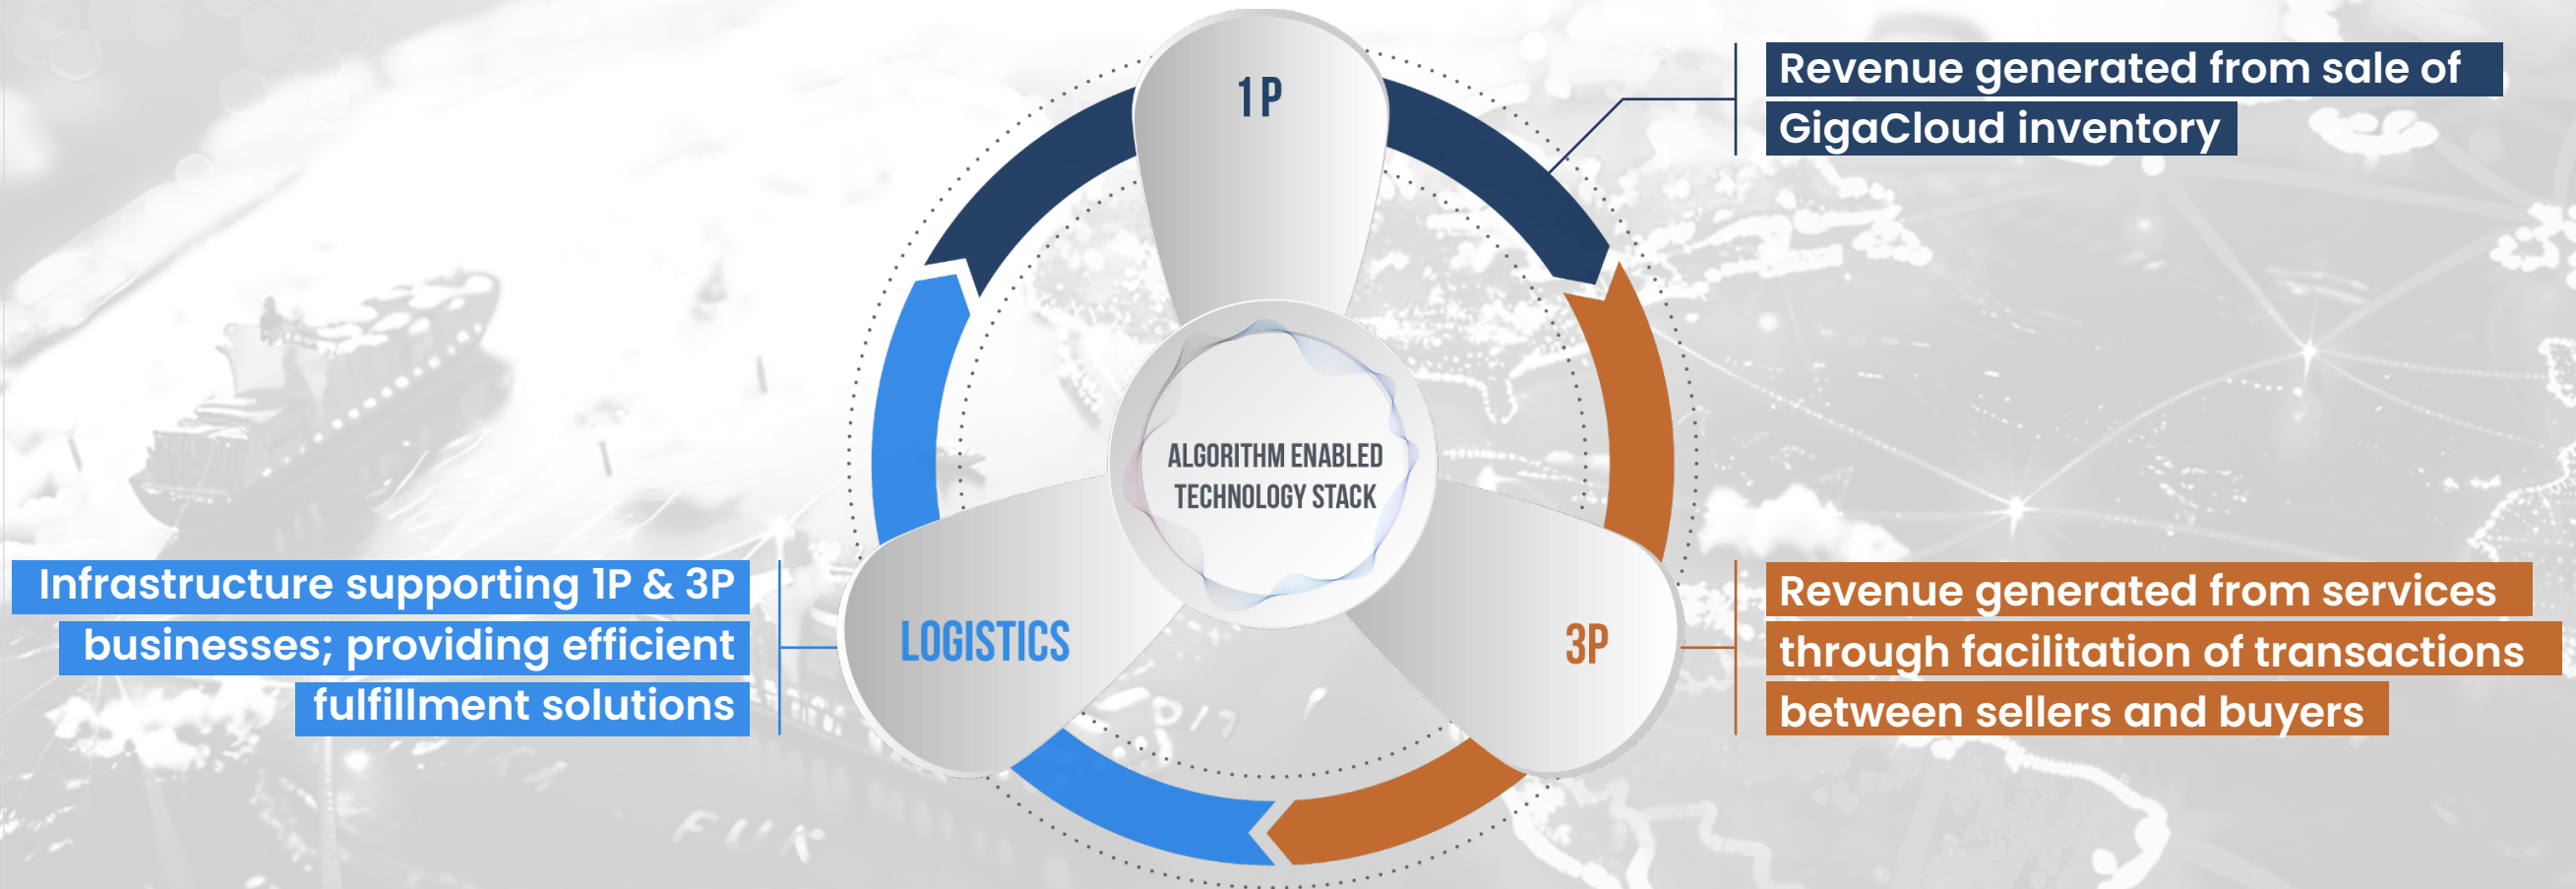 1P
Revenue generated from sale of
GigaCloud inventory
ALGORITHM ENABLED
TECHNOLOGY STACK
Infrastructure supporting 1P & 3P
businesses; providing efficient
fulfillment solutions
LOGISTICS
3P
Revenue generated from services
through facilitation of transactions
between sellers and buyers
FUK